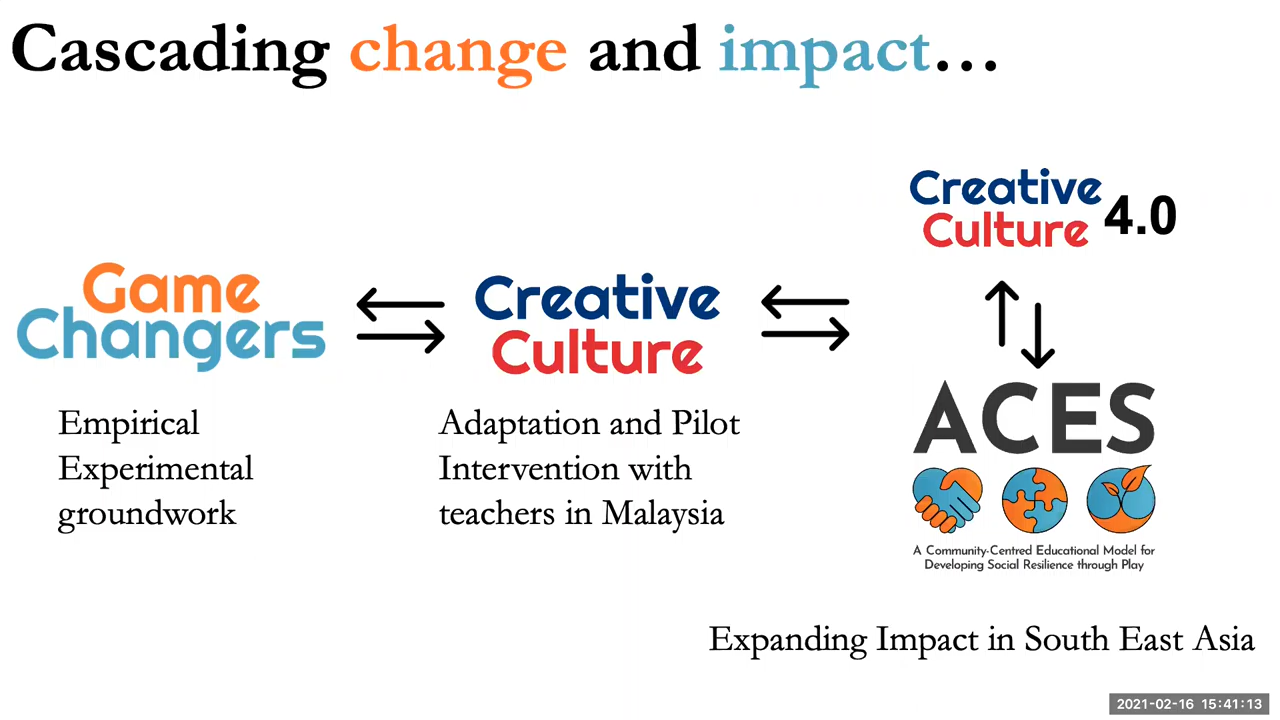 Cascading change and impact...
Creative
Culture 4.0
Game
Changers
Creative
Culture
ACES
A Community-Centred Educational Model for
Developing Social Resilience through Play
Empirical
Experimental
groundwork
Adaptation and Pilot
Intervention with
teachers in Malaysia
Expanding Impact in South East Asia
2021-02-16 15:41:13